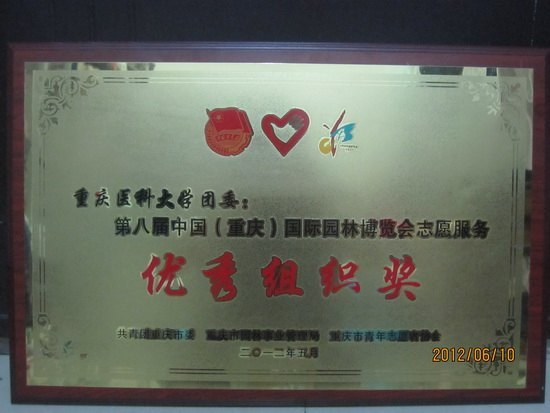 重庆医科大学团委：
第八届中国（重庆）国际园林博览会志愿服务
优秀组织奖
共青团重庆市委 重庆市园林事业管理局 重庆市青年志愿者协会
二〇一二年五月
2012/06/10